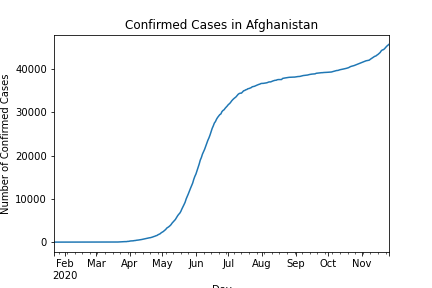 Confirmed Cases in Afghanistan
Number of Confirmed Cases
40000
30000
20000
10000
0
Feb Mar Apr May Jun Jul Aug Sep Oct Nov
2020